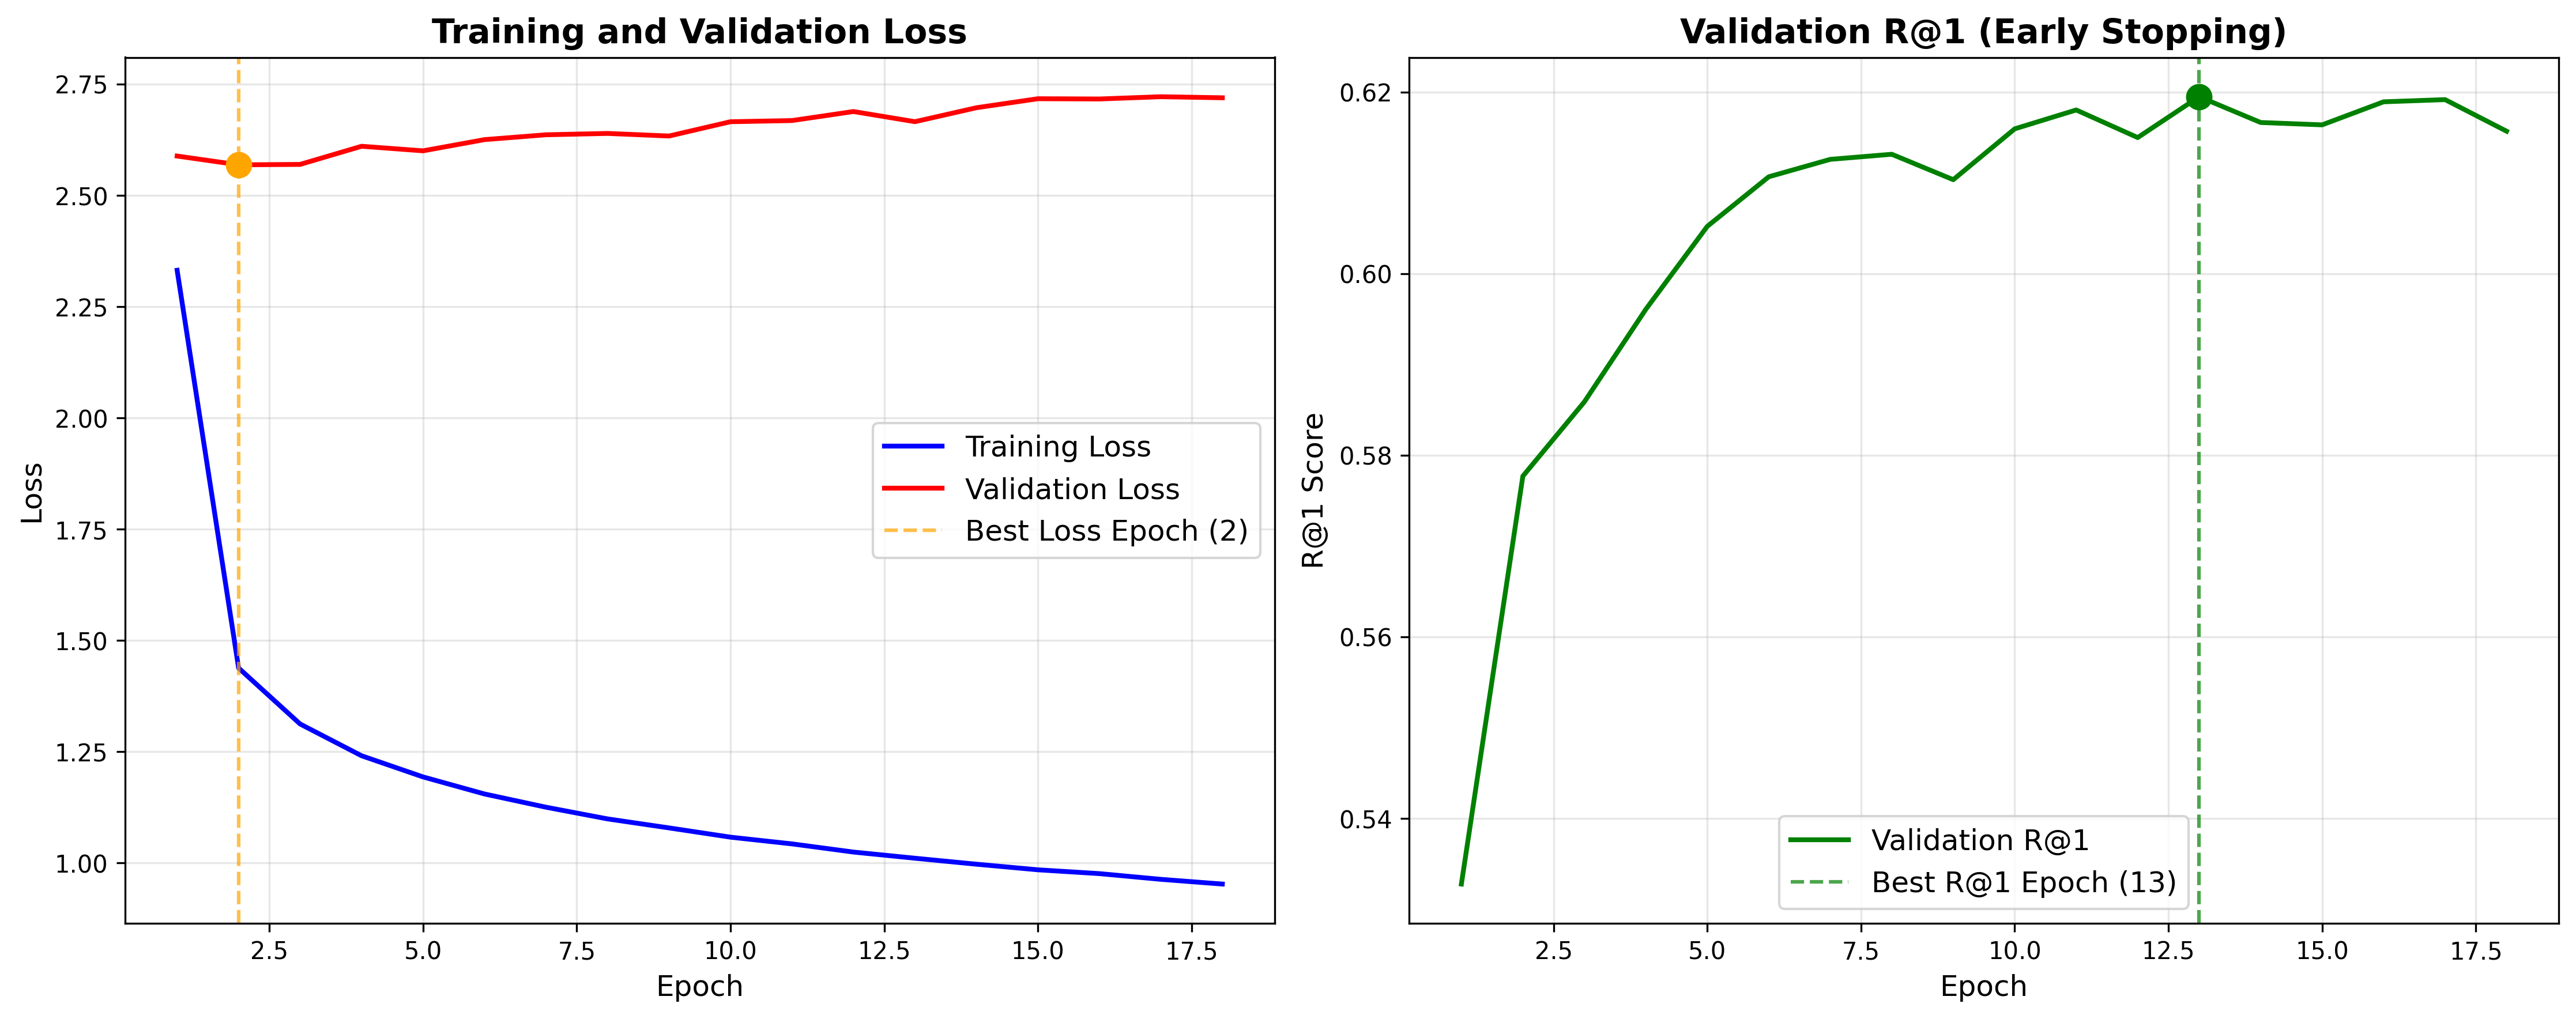 Training and Validation Loss
2.75
2.50
2.25
2.00
1.75
1.50
1.25
1.00
Loss
Training Loss
Validation Loss
Best Loss Epoch (2)
2.5 5.0 7.5 10.0 12.5 15.0 17.5
Epoch
Validation R@1 (Early Stopping)
0.62
0.60
0.58
0.56
0.54
R@1 Score
Validation R@1
Best R@1 Epoch (13)
2.5 5.0 7.5 10.0 12.5 15.0 17.5
Epoch